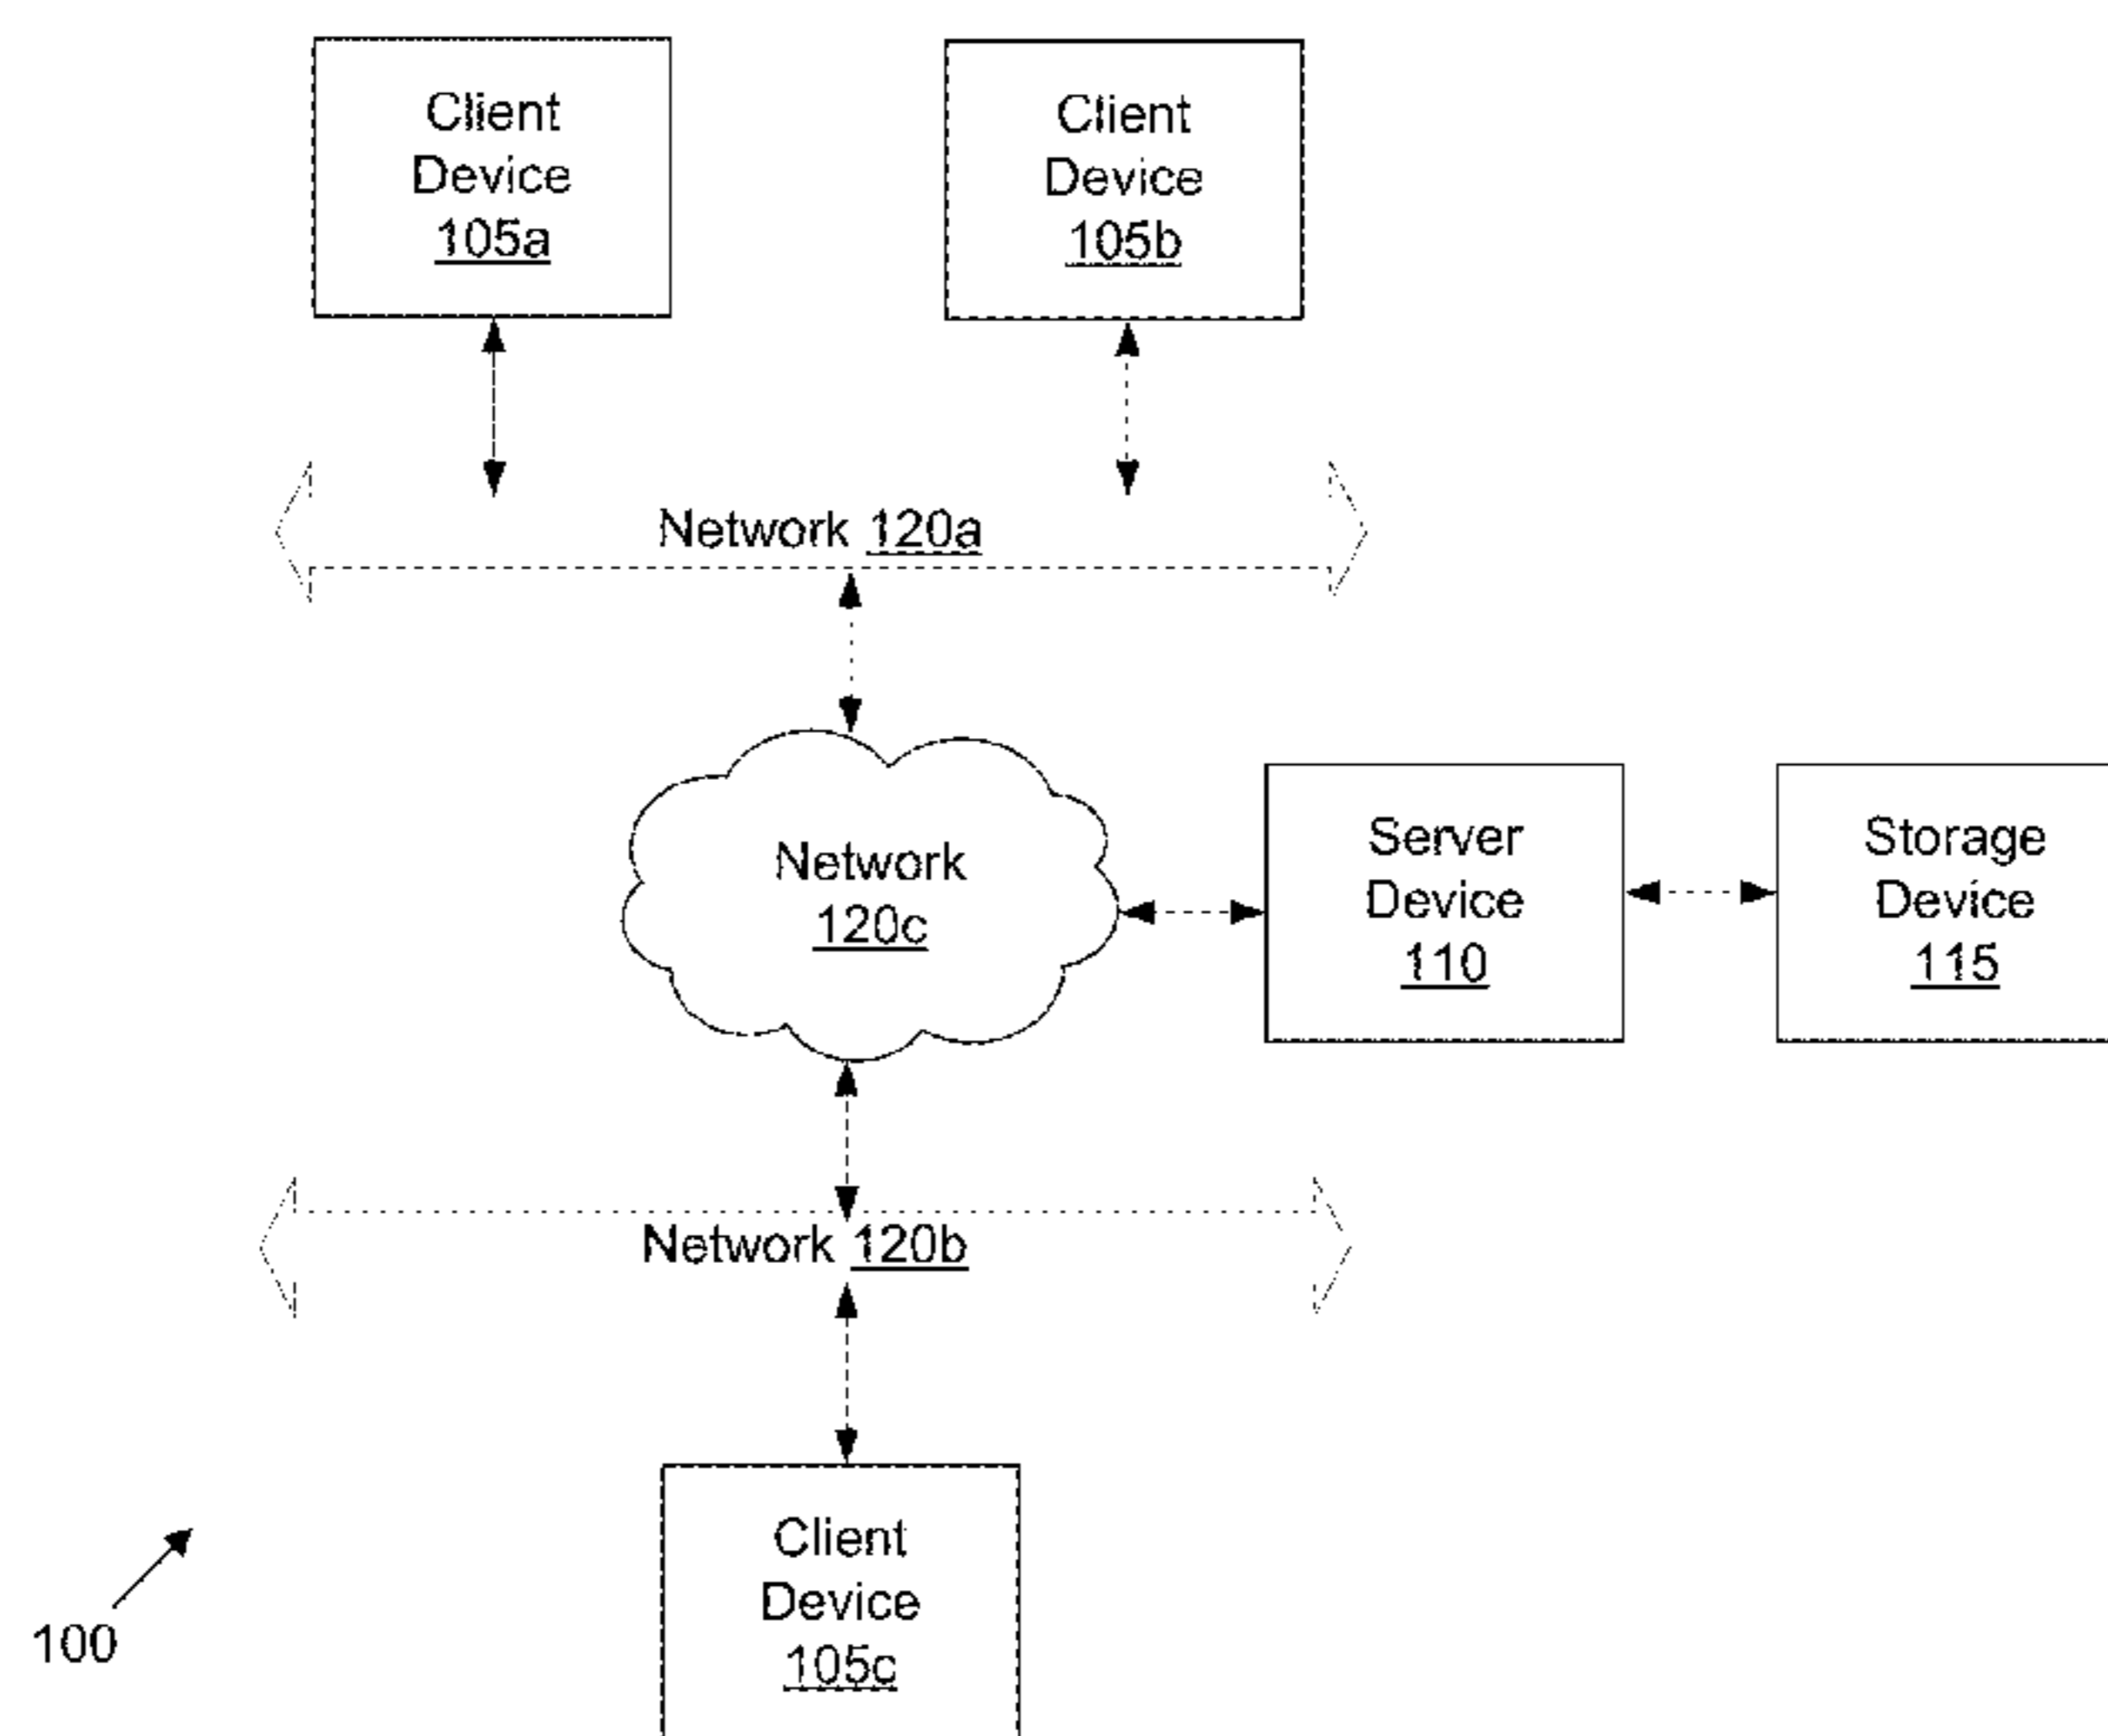 Client
Device
105a
Client
Device
105b
Network 120a
Network
120c
Server
Device
110
Storage
Device
115
Network 120b
Client
Device
105c
100